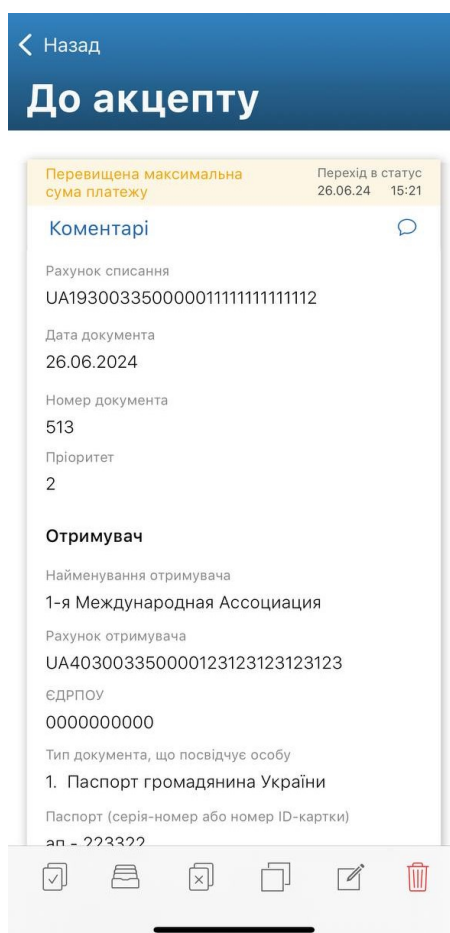 Назад
До акцепту
Перевищена максимальна Перехід в статус
сума платежу 26.06.24 15:21
Коментарі
Рахунок списання
UA193003350000011111111111112
Дата документа
26.06.2024
Номер документа
513
Пріоритет
2
Отримувач
Найменування отримувача
1-я Международная Ассоциация
Рахунок отримувача
UA403003350000123123123123123
ЄДРПОУ
0000000000
Тип документа, що посвідчує особу
1. Паспорт громадянина України
Паспорт (серія-номер або номер ID-картки)
ап - 223322